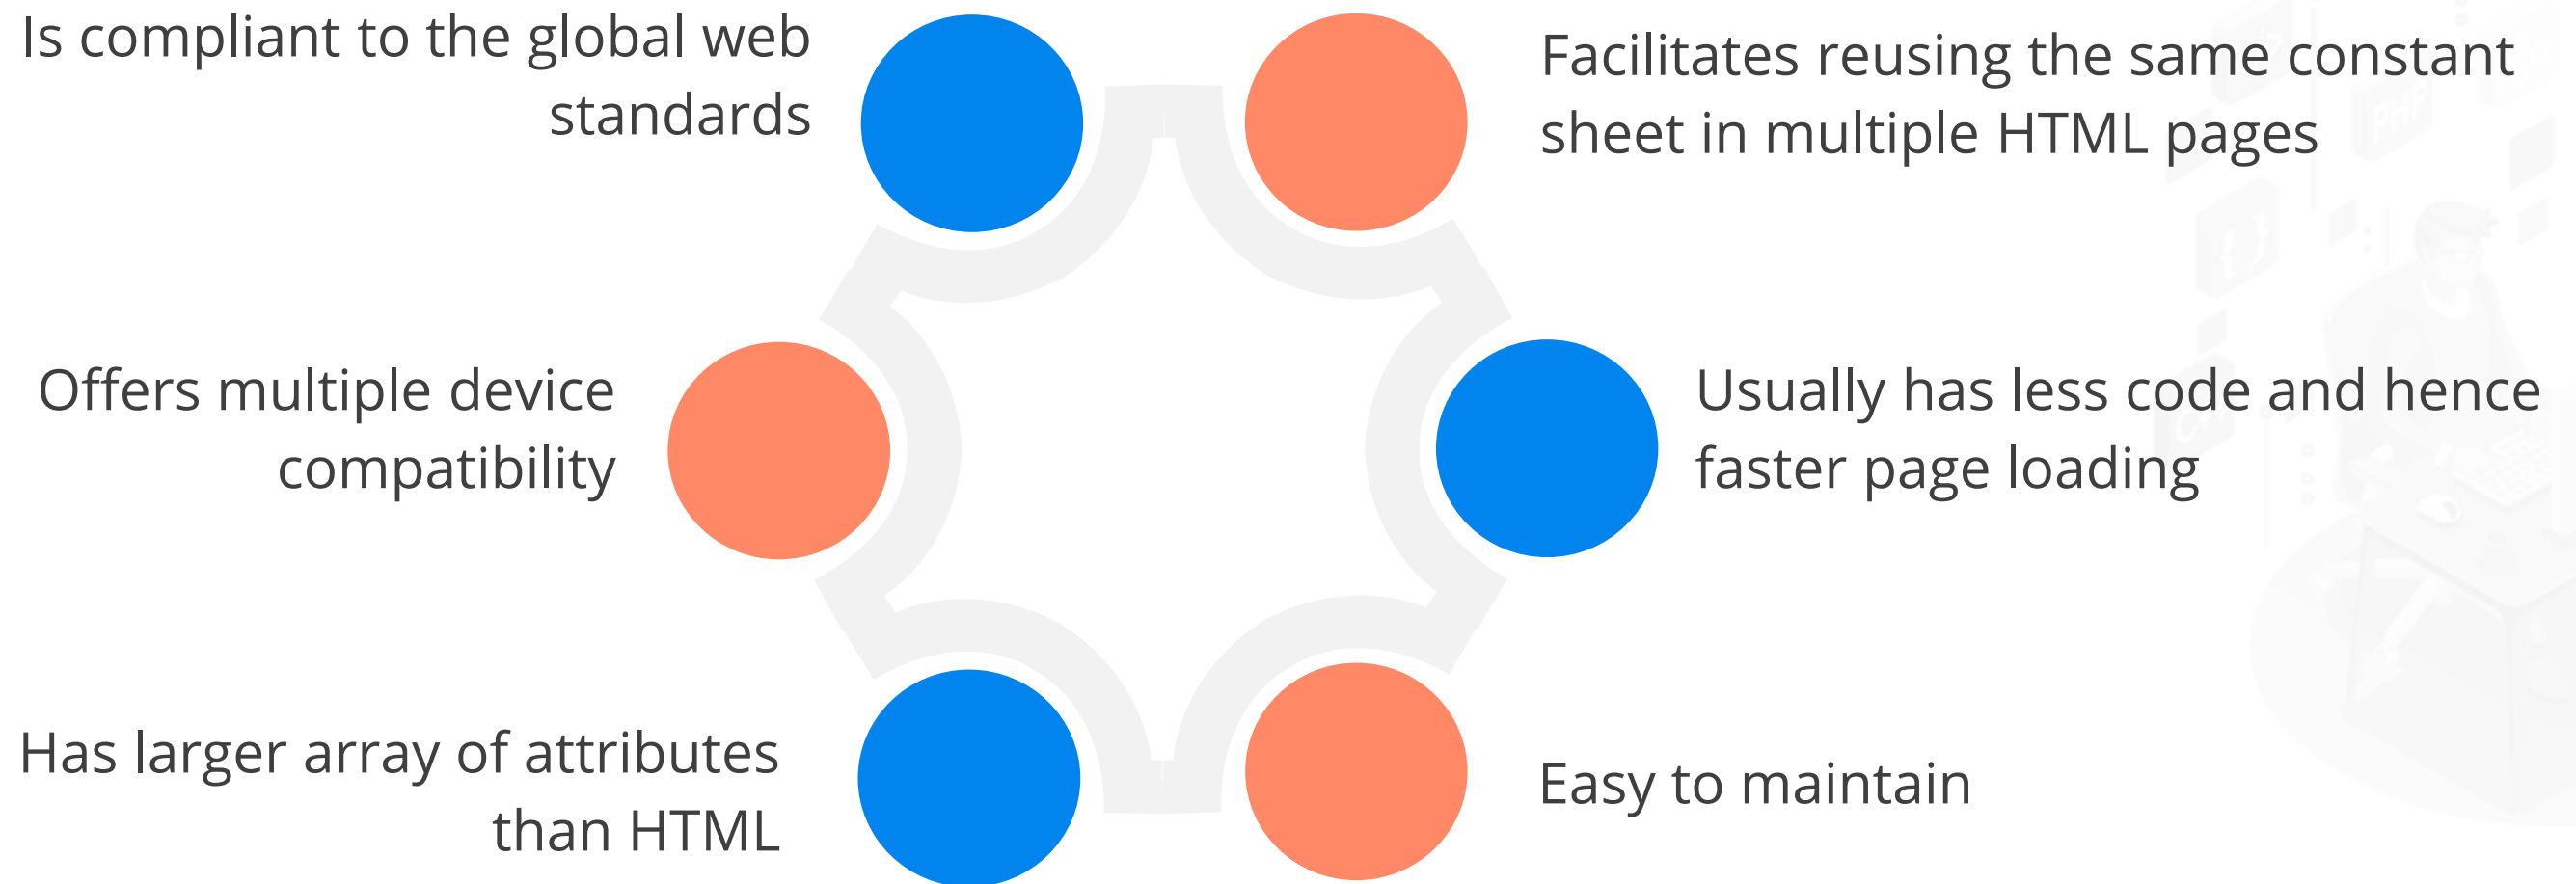 Is compliant to the global web
standards
Facilitates reusing the same constant
sheet in multiple HTML pages
Offers multiple device
compatibility
Usually has less code and hence
faster page loading
Has larger array of attributes
than HTML
Easy to maintain
PHP
{ }